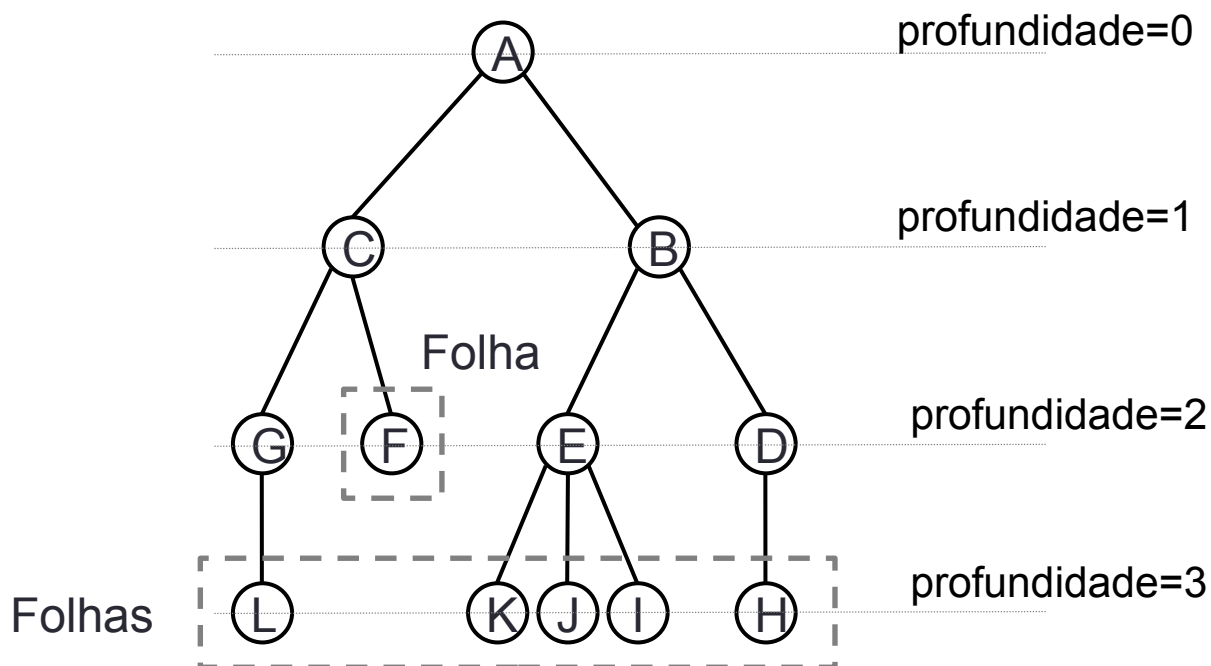 A profundidade=0
C B profundidade=1
Folha
G F E D profundidade=2
Folhas L K J I H profundidade=3